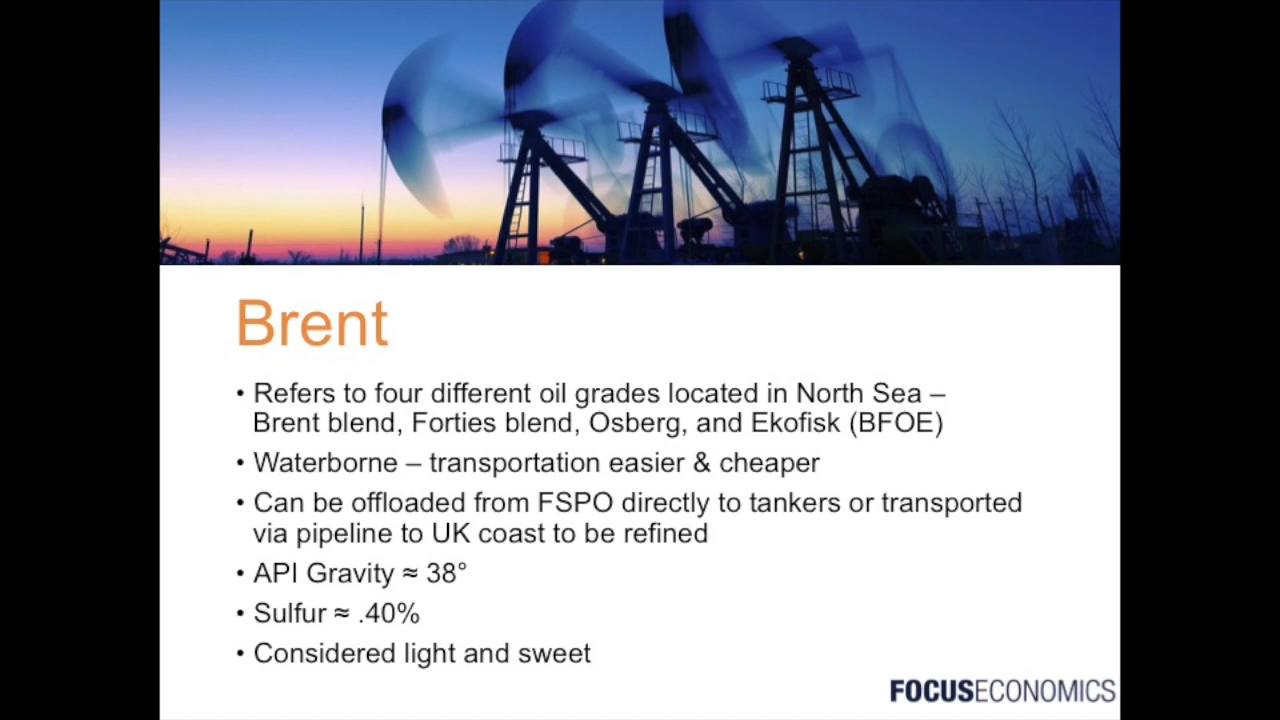 Brent
• Refers to four different oil grades located in North Sea –
Brent blend, Forties blend, Osberg, and Ekofisk (BFOE)
• Waterborne – transportation easier & cheaper
• Can be offloaded from FSPO directly to tankers or transported
via pipeline to UK coast to be refined
• API Gravity ≈ 38°
• Sulfur ≈ .40%
• Considered light and sweet
FOCUSECONOMICS